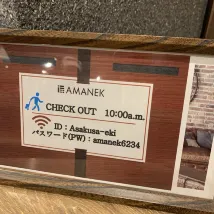 AMANEK
CHECK OUT 10:00a.m.
ID : Asakusa-eki
パスワード(PW) : amanek6234